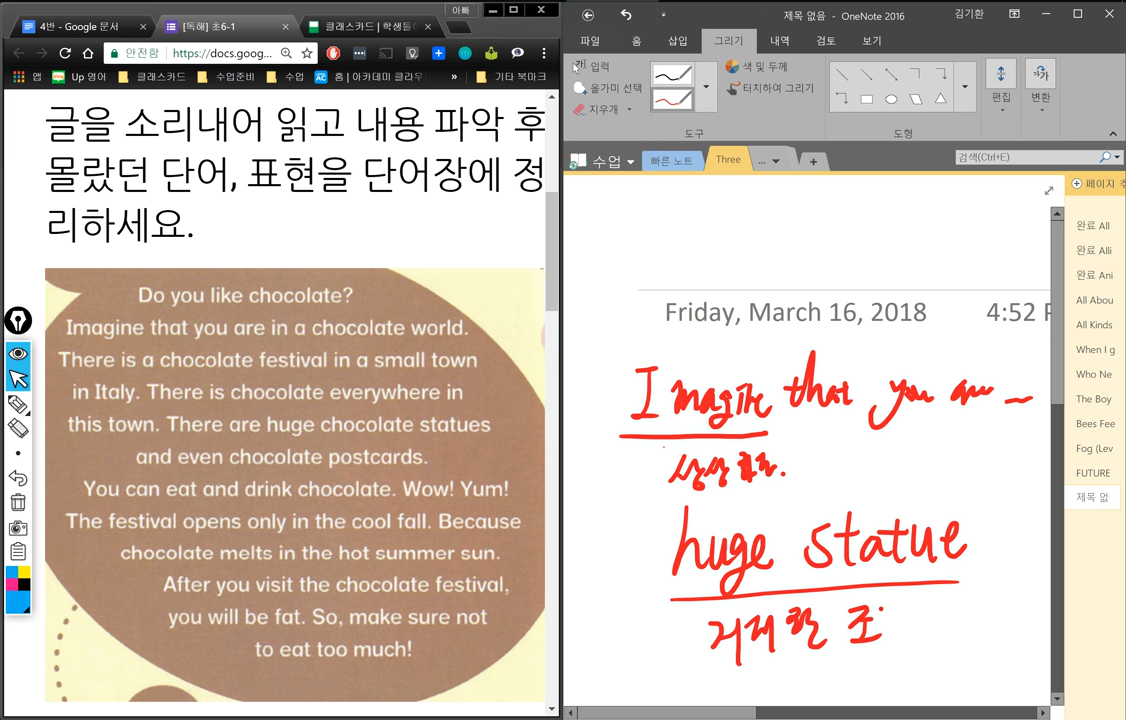 아빠
4반 - Google 문서
[독해] 초6-1
클래스카드 | 학생들이
안전함
https://docs.goog...
앱
Up 영어
클래스카드
수업준비
수업
홈 | 아카데미 클라우
»
기타 북마크
글을 소리내어 읽고 내용 파악 후
몰랐던 단어, 표현을 단어장에 정
리하세요.
Do you like chocolate?
Imagine that you are in a chocolate world.
There is a chocolate festival in a small town
in Italy. There is chocolate everywhere in
this town. There are huge chocolate statues
and even chocolate postcards.
You can eat and drink chocolate. Wow! Yum!
The festival opens only in the cool fall. Because
chocolate melts in the hot summer sun.
After you visit the chocolate festival,
you will be fat. So, make sure not
to eat too much!
제목 없음 - OneNote 2016
김기환
파일
홈
삽입
그리기
내역
검토
보기
입력
올가미 선택
지우개
색 및 두께
터치하여 그리기
편집
변환
도구
도형
수업
빠른 노트
Three
...
검색(Ctrl+E)
페이지 추
완료 All
완료 Alli
완료 Ani
All Abou
All Kinds
When I g
Who Ne
The Boy
Bees Fee
Fog (Lev
FUTURE
제목 없
Friday, March 16, 2018
4:52 P
Imagine that you are ~
huge statue
거대한 조